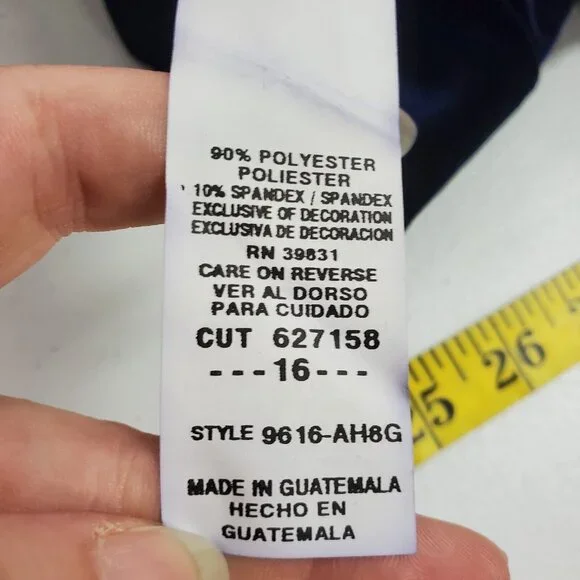 90% POLYESTER
POLIESTER
10% SPANDEX / SPANDEX
EXCLUSIVE OF DECORATION
EXCLUSIVA DE DECORACION
RN 39831
CARE ON REVERSE
VER AL DORSO
PARA CUIDADO
CUT 627158
---16---
STYLE 9616-AH8G
MADE IN GUATEMALA
HECHO EN
GUATEMALA
25 26